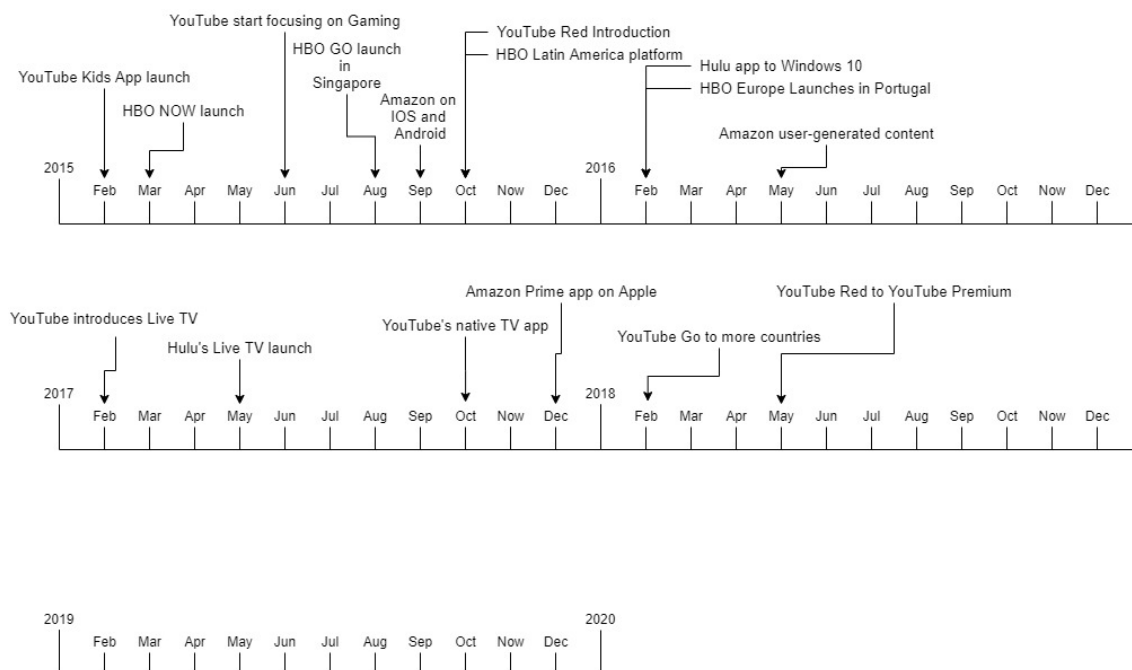 YouTube start focusing on Gaming
YouTube Red Introduction
HBO GO launch
in
Singapore
HBO Latin America platform
Hulu app to Windows 10
YouTube Kids App launch
HBO Europe Launches in Portugal
HBO NOW launch
Amazon on
IOS and
Android
Amazon user-generated content
2015
2016
Feb Mar Apr May Jun Jul Aug Sep Oct Now Dec Feb Mar Apr May Jun Jul Aug Sep Oct Now Dec
Amazon Prime app on Apple
YouTube Red to YouTube Premium
YouTube introduces Live TV
YouTube's native TV app
YouTube Go to more countries
Hulu's Live TV launch
2017
2018
Feb Mar Apr May Jun Jul Aug Sep Oct Now Dec Feb Mar Apr May Jun Jul Aug Sep Oct Now Dec
2019
2020
Feb Mar Apr May Jun Jul Aug Sep Oct Now Dec